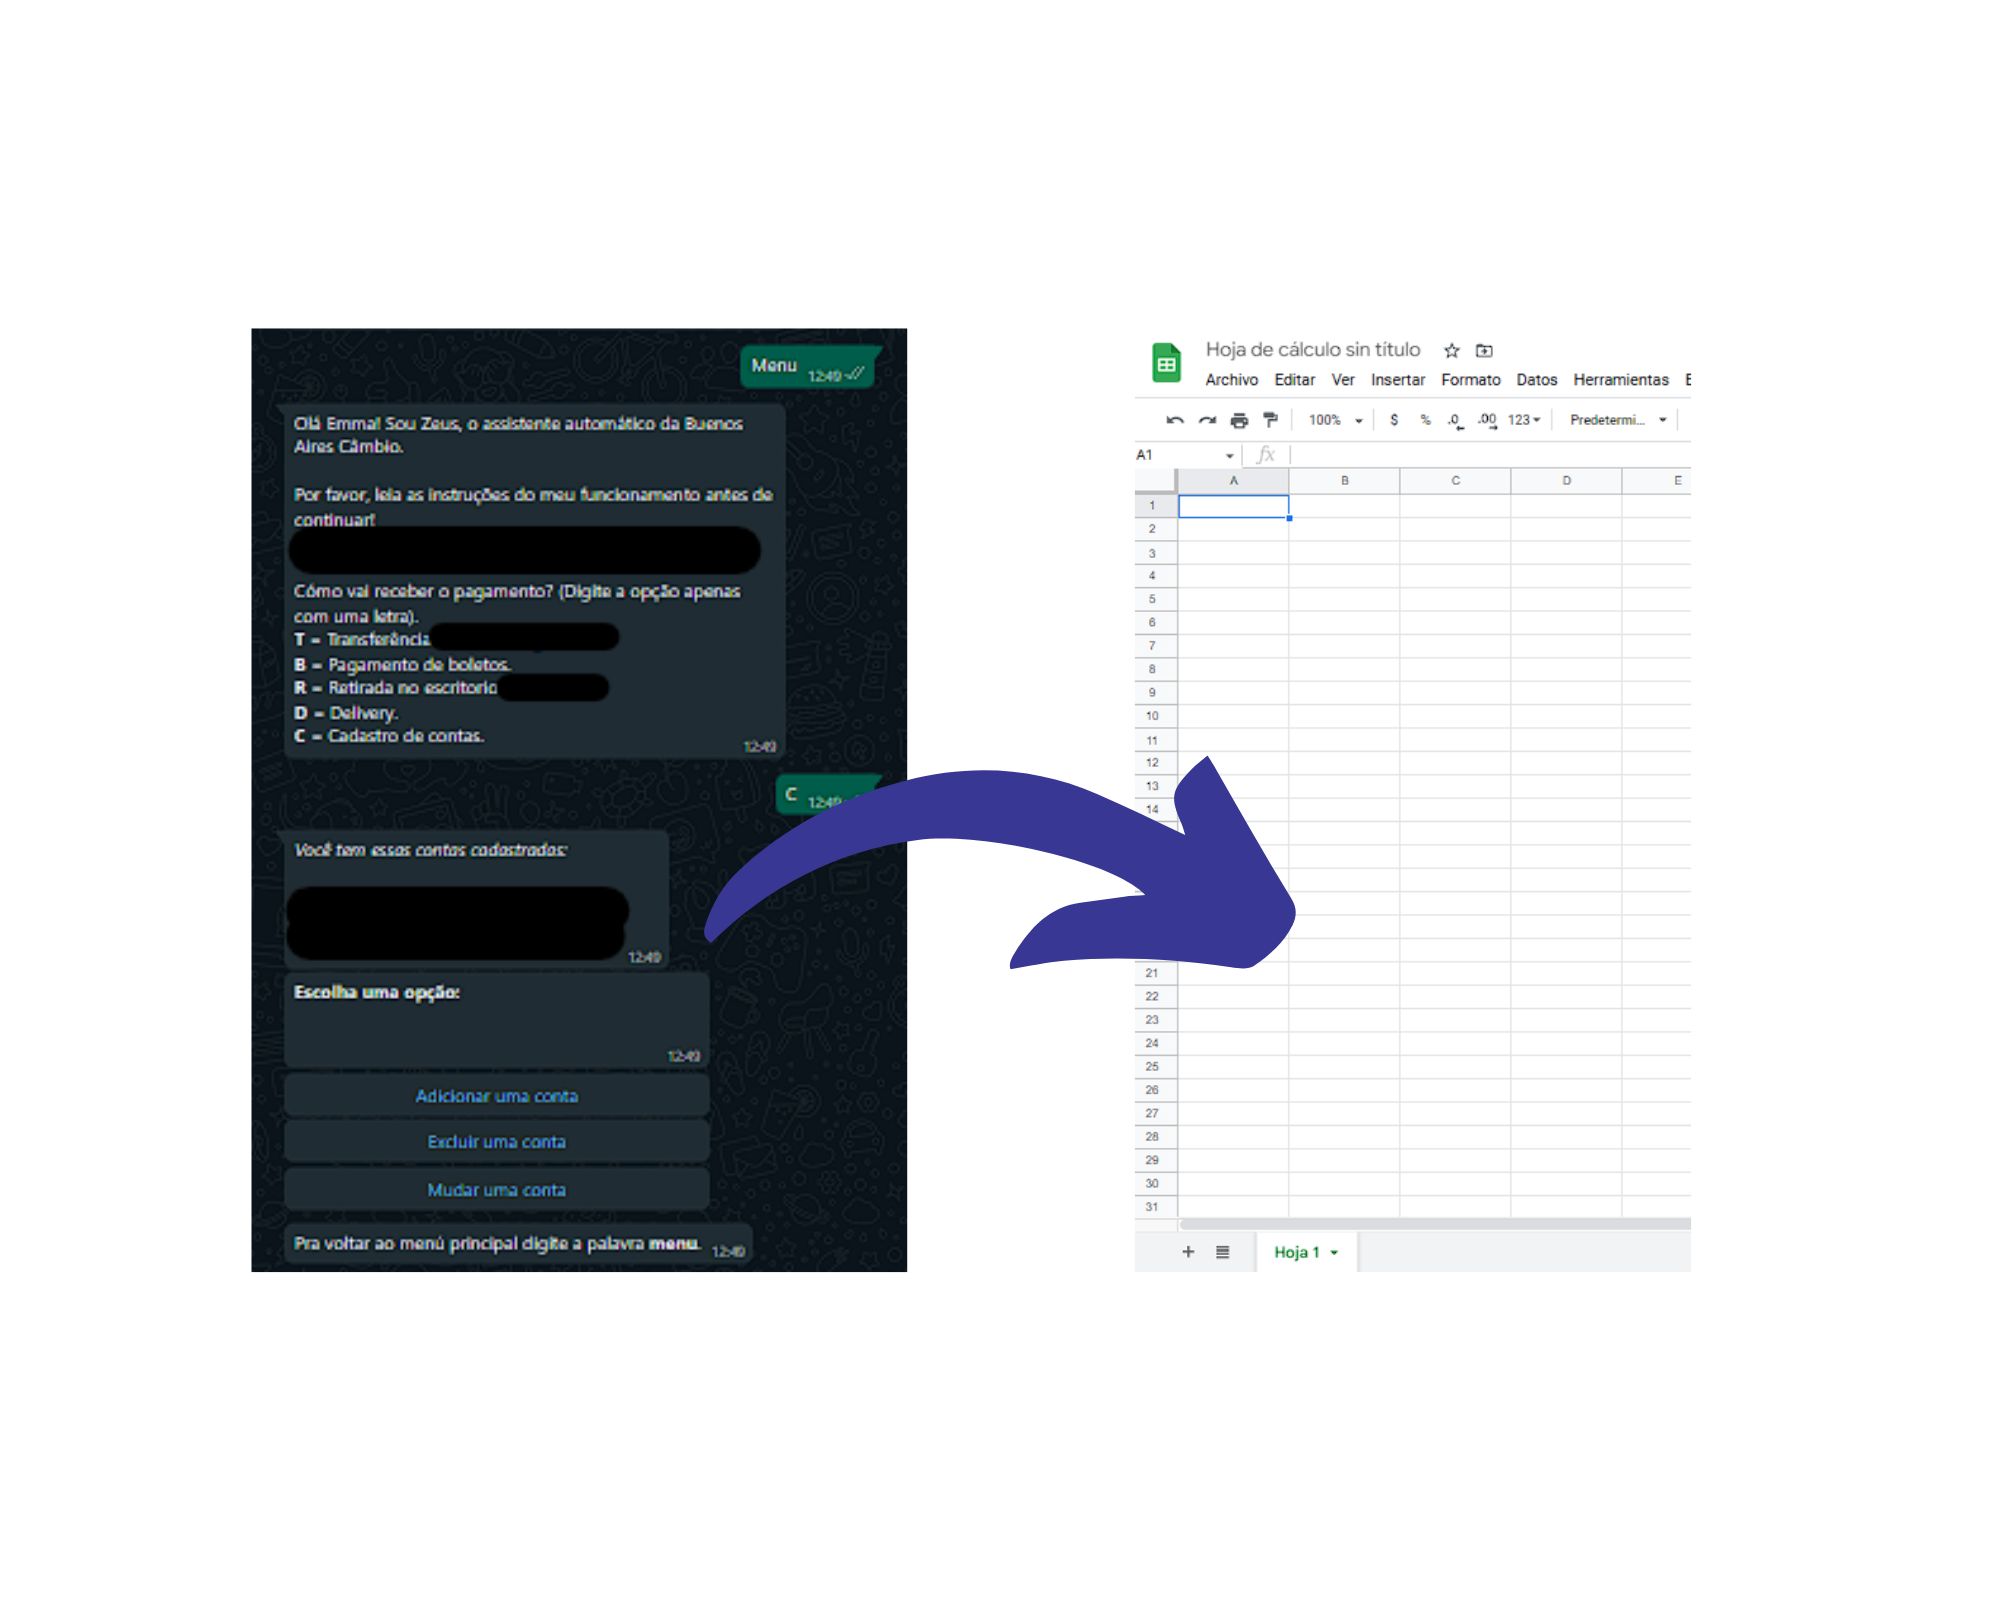 Menu 12:49
Olá Emma! Sou Zeus, o assistente automático da Buenos
Aires Câmbio.
Por favor, leia as instruções do meu funcionamento antes de
continuar!
Cómo vai receber o pagamento? (Digite a opção apenas
com uma letra).
T - Transferência
B - Pagamento de boletos.
R - Retirada no escritorio
D - Delivery.
C - Cadastro de contas.
12:49
C 12:49
Você tem essas contas cadastradas:
12:49
Escolha uma opção:
12:49
Adicionar uma conta
Excluir uma conta
Mudar uma conta
Pra voltar ao menú principal digite a palavra menu. 12:49
Hoja de cálculo sin título
Archivo Editar Ver Insertar Formato Datos Herramientas E
100% $ % .0 .00 123 Predetermi...
A1 fx
A B C D E
1
2
3
4
5
6
7
8
9
10
11
12
13
14
21
22
23
24
25
26
27
28
29
30
31
+ Hoja 1